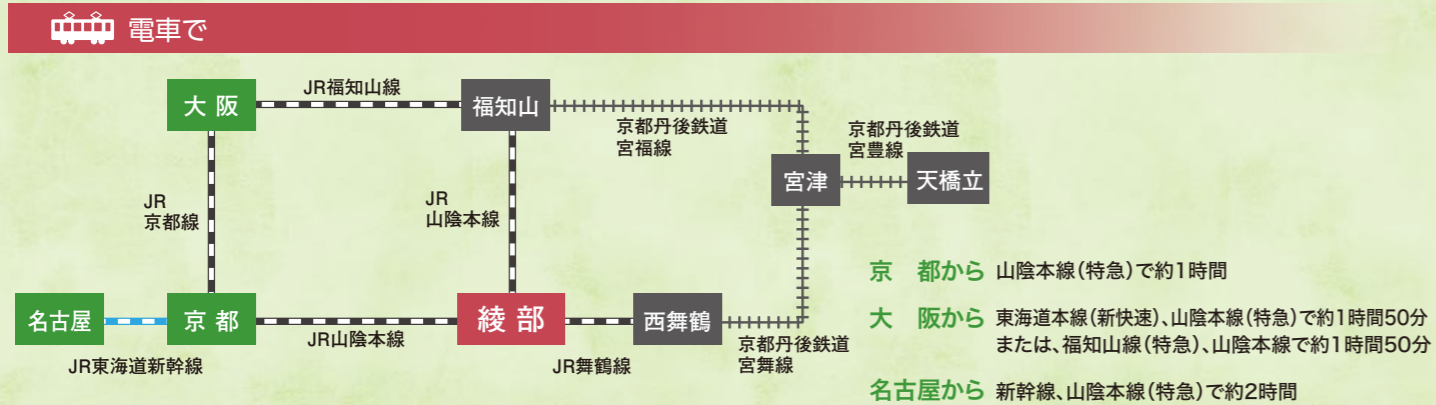 電車で
大 阪
JR福知山線
福知山
京都丹後鉄道
宮福線
京都丹後鉄道
宮豊線
宮津
天橋立
JR
京都線
JR
山陰本線
名古屋
京 都
綾 部
西舞鶴
JR東海道新幹線
JR山陰本線
JR舞鶴線
京都丹後鉄道
宮舞線
京 都から 山陰本線(特急)で約1時間
大 阪から 東海道本線(新快速)、山陰本線(特急)で約1時間50分
または、福知山線(特急)、山陰本線で約1時間50分
名古屋から 新幹線、山陰本線(特急)で約2時間